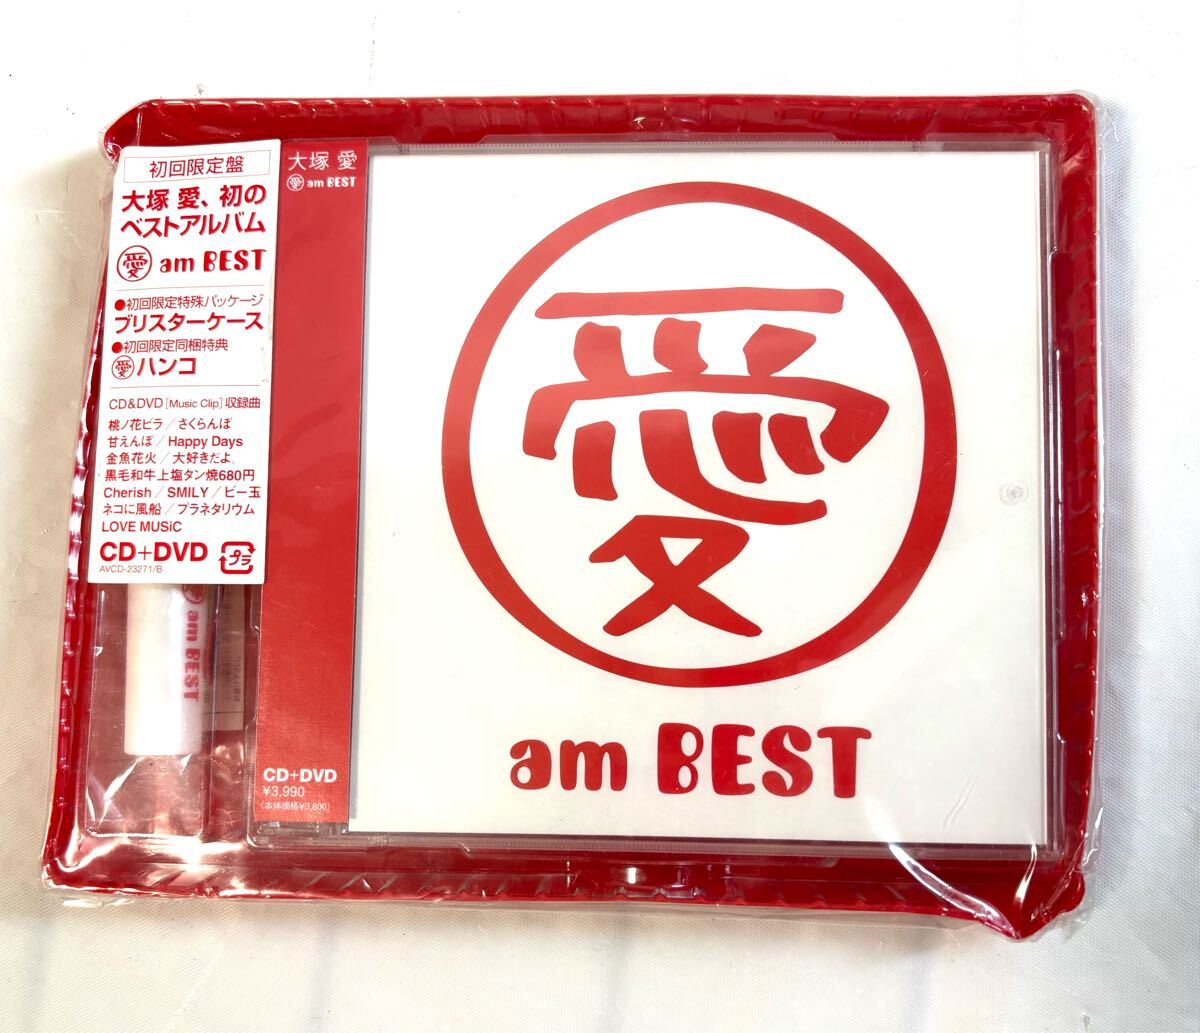 初回限定盤
大塚 愛、初の
ベストアルバム
愛 am BEST
●初回限定特殊パッケージ
ブリスターケース
●初回限定同梱特典
愛ハンコ
CD&DVD [Music Clip] 収録曲
桃ノ花ビラ／さくらんぼ
甘えんぼ／Happy Days
金魚花火／大好きだよ。
黒毛和牛上塩タン焼680円
Cherish／SMILY／ビー玉
ネコに風船／プラネタリウム
LOVE MUSiC
CD+DVD プラ
AVCD-23271/B
am BEST
大塚 愛
愛 am BEST
CD+DVD
¥3,990
(本体価格¥3,800)
愛
am BEST